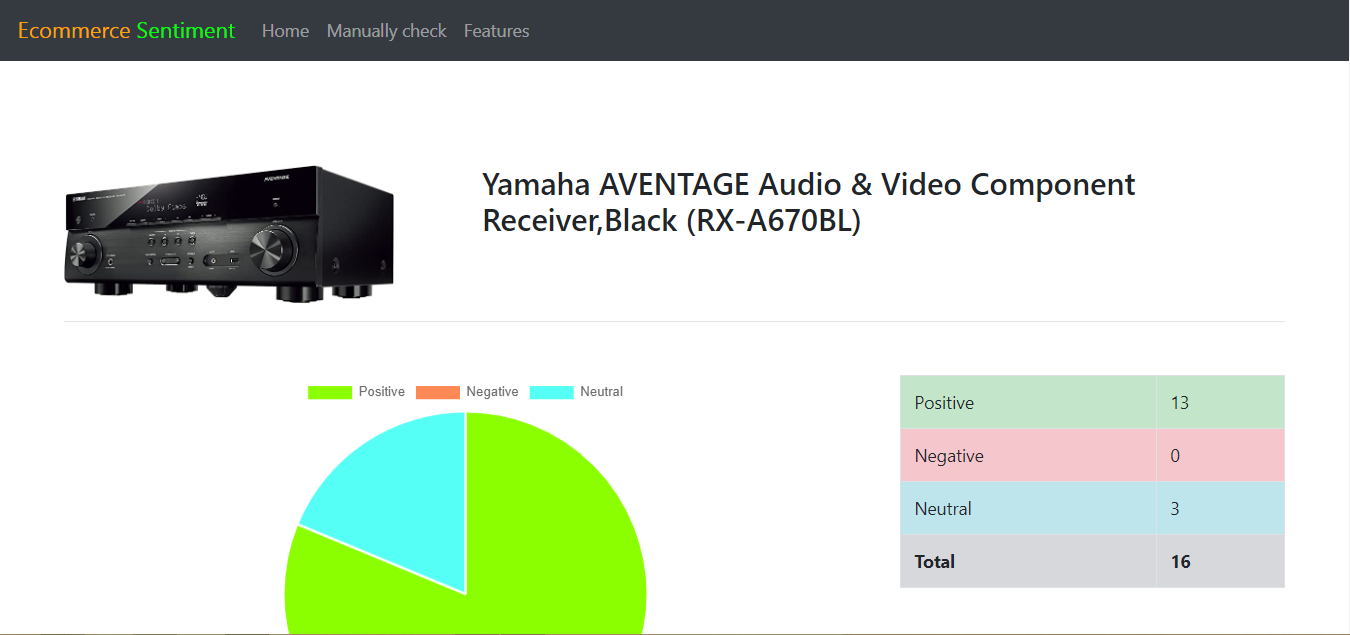 Ecommerce Sentiment Home Manually check Features
Yamaha AVENTAGE Audio & Video Component
Receiver,Black (RX-A670BL)
Positive Negative Neutral
Positive 13
Negative 0
Neutral 3
Total 16